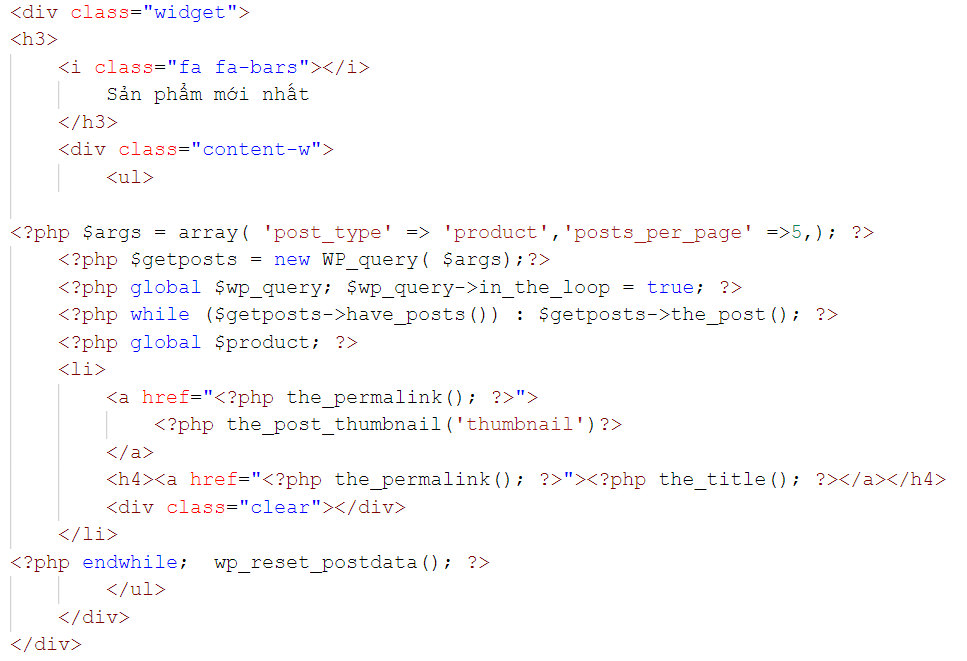 <div class="widget">
<h3>
<i class="fa fa-bars"></i>
Sản phẩm mới nhất
</h3>
<div class="content-w">
<ul>
<?php $args = array( 'post_type' => 'product','posts_per_page' =>5,); ?>
<?php $getposts = new WP_query( $args);?>
<?php global $wp_query; $wp_query->in_the_loop = true; ?>
<?php while ($getposts->have_posts()) : $getposts->the_post(); ?>
<?php global $product; ?>
<li>
<a href="<?php the_permalink(); ?>">
<?php the_post_thumbnail('thumbnail')?>
</a>
<h4><a href="<?php the_permalink(); ?>"><?php the_title(); ?></a></h4>
<div class="clear"></div>
</li>
<?php endwhile;  wp_reset_postdata(); ?>
</ul>
</div>
</div>